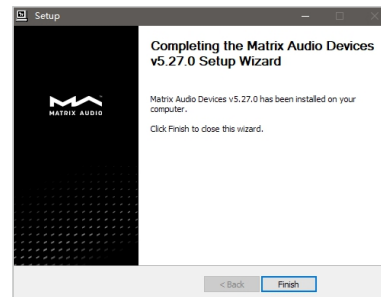 Setup
Completing the Matrix Audio Devices
v5.27.0 Setup Wizard
MATRIX AUDIO
Matrix Audio Devices v5.27.0 has been installed on your
computer.
Click Finish to close this wizard.
< Back
Finish